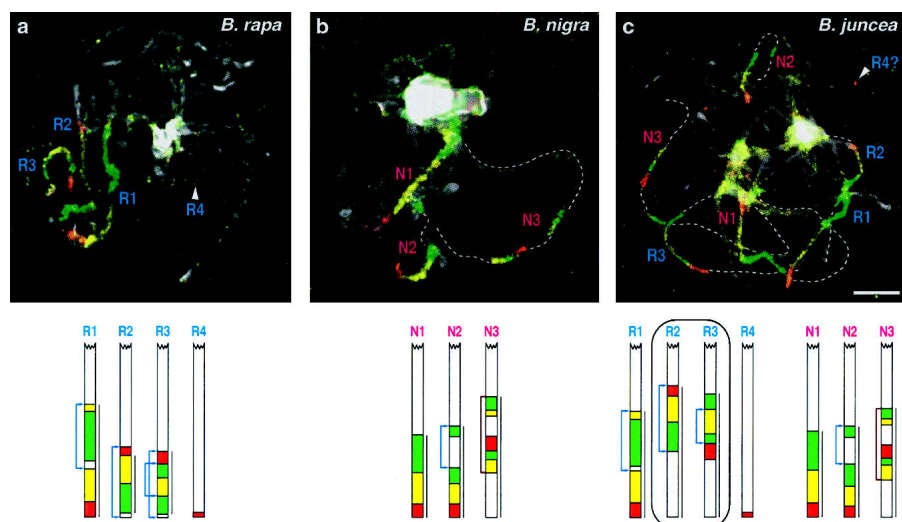 a B. rapa
R2
R3
R1
R4
b B. nigra
N1
N2
N3
c B. juncea
N2
R4?
N3
R2
R1
N1
R3
R1 R2 R3 R4
N1 N2 N3
R1 R2 R3 R4 N1 N2 N3